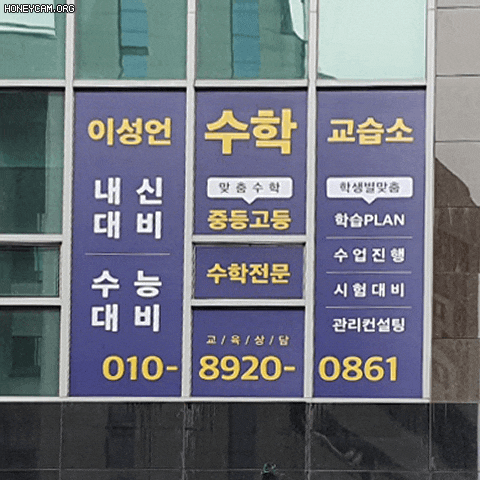 HONEYCAM.ORG
이성언 수학 교습소
내신
대비
수능
대비
맞춤수학
중등고등
수학전문
교/육/상/담
학생별맞춤
학습PLAN
수업진행
시험대비
관리컨설팅
010-8920-0861